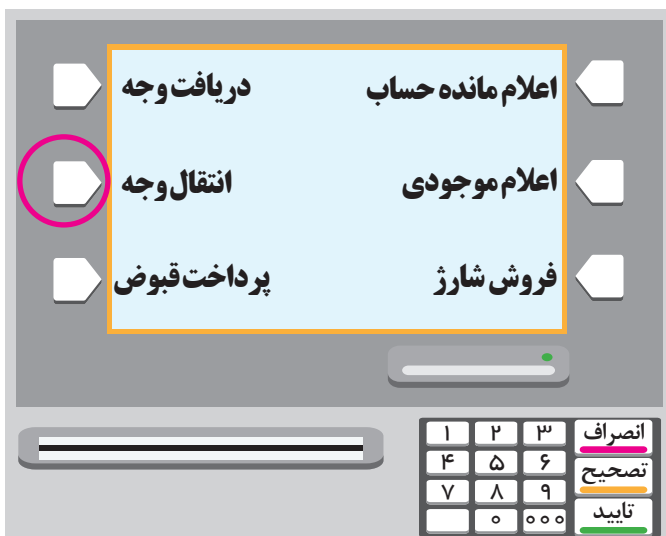 اعلام مانده حساب
دریافت وجه
اعلام موجودی
انتقال وجه
فروش شارژ
پرداخت قبوض
۱ ۲ ۳ انصراف
۴ ۵ ۶ تصحیح
۷ ۸ ۹
۰ ۰۰۰ تایید